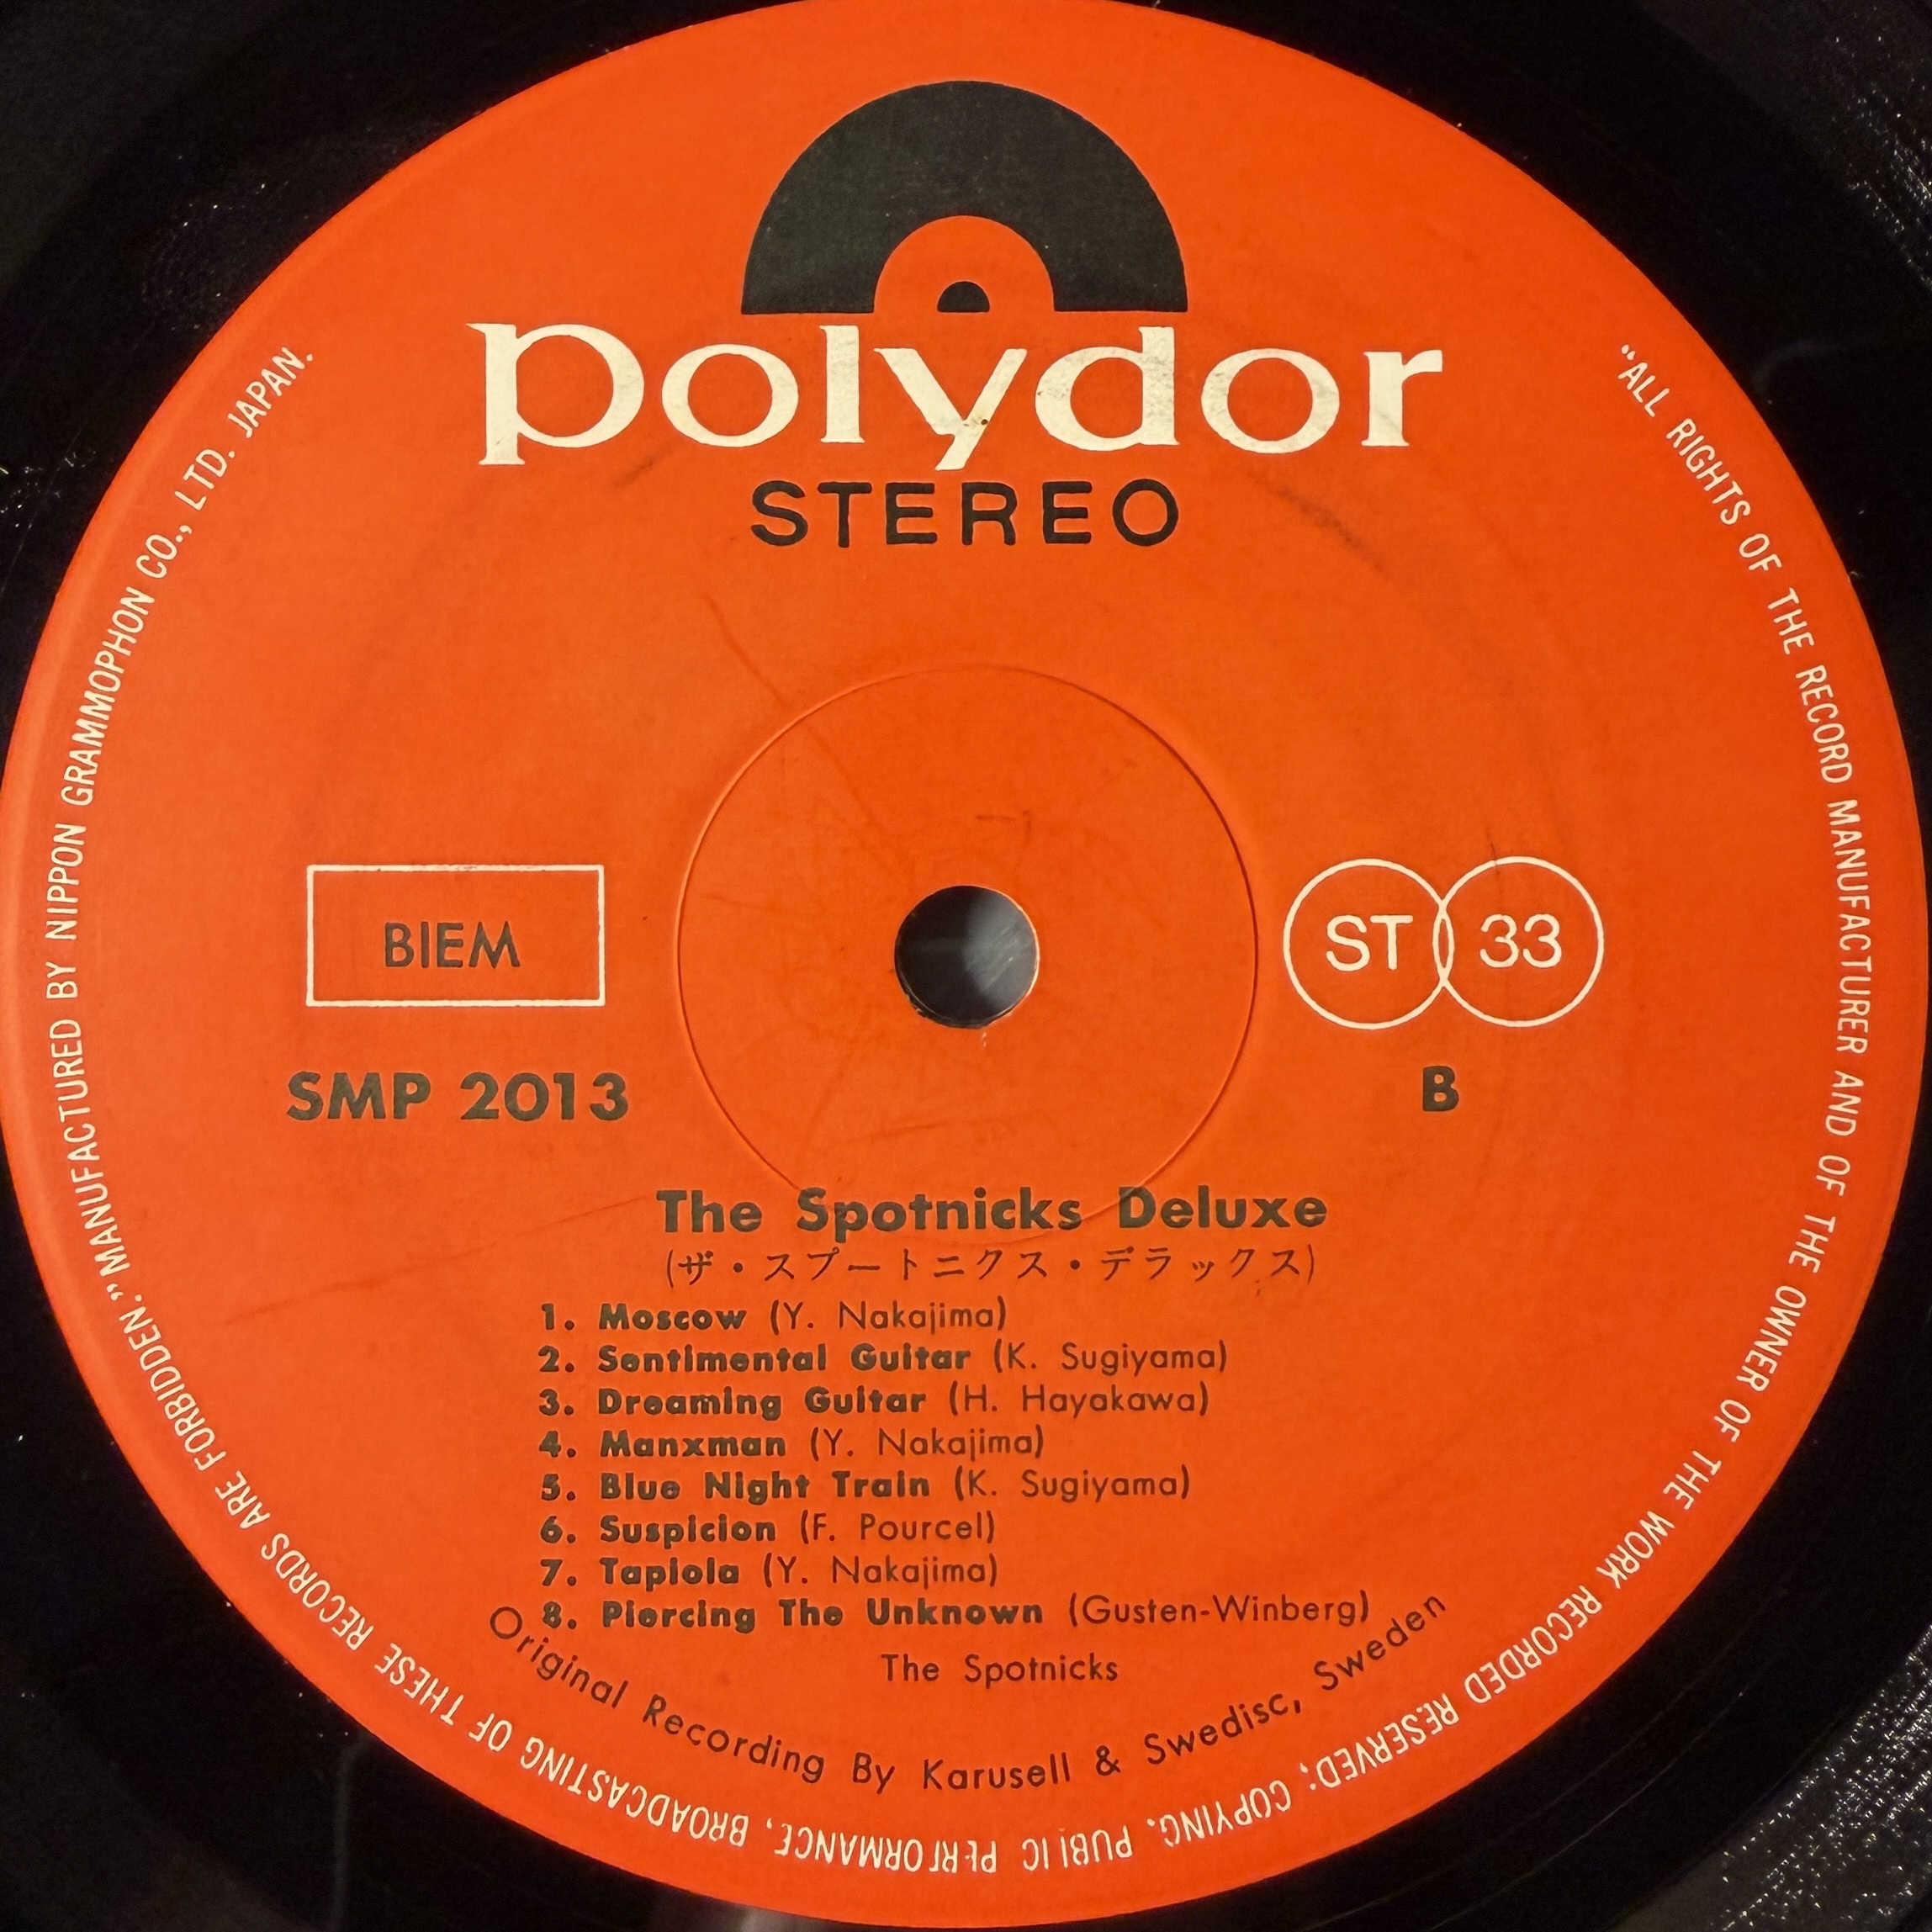 polydor
STEREO
BIEM
ST 33
SMP 2013
B
The Spotnicks Deluxe
(ザ・スプートニクス・デラックス)
1. Moscow (Y. Nakajima)
2. Sentimental Guitar (K. Sugiyama)
3. Dreaming Guitar (H. Hayakawa)
4. Manxman (Y. Nakajima)
5. Blue Night Train (K. Sugiyama)
6. Suspicion (F. Pourcel)
7. Tapiola (Y. Nakajima)
8. Piercing The Unknown (Gusten-Winberg)
The Spotnicks
Original Recording By Karusell & Swedisc, Sweden
"ALL RIGHTS OF THE RECORD MANUFACTURER AND OF THE OWNER OF THE WORK RECORDED RESERVED; COPYING, PUBLIC PERFORMANCE, BROADCASTING OF THESE RECORDS ARE FORBIDDEN." MANUFACTURED BY NIPPON GRAMMOPHON CO., LTD. JAPAN.